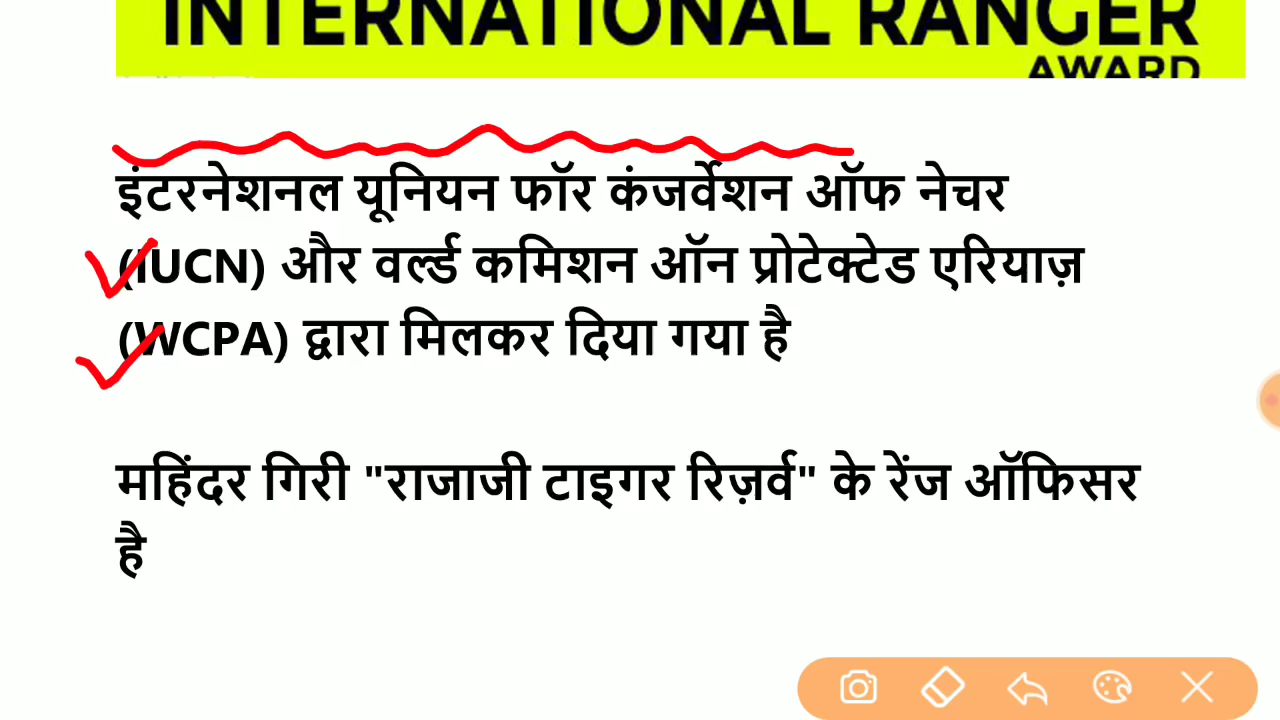 INTERNATIONAL RANGER
AWARD
इंटरनेशनल यूनियन फॉर कंजर्वेशन ऑफ नेचर
(IUCN) और वर्ल्ड कमिशन ऑन प्रोटेक्टेड एरियाज़
(WCPA) द्वारा मिलकर दिया गया है
महिंदर गिरी "राजाजी टाइगर रिज़र्व" के रेंज ऑफिसर
है